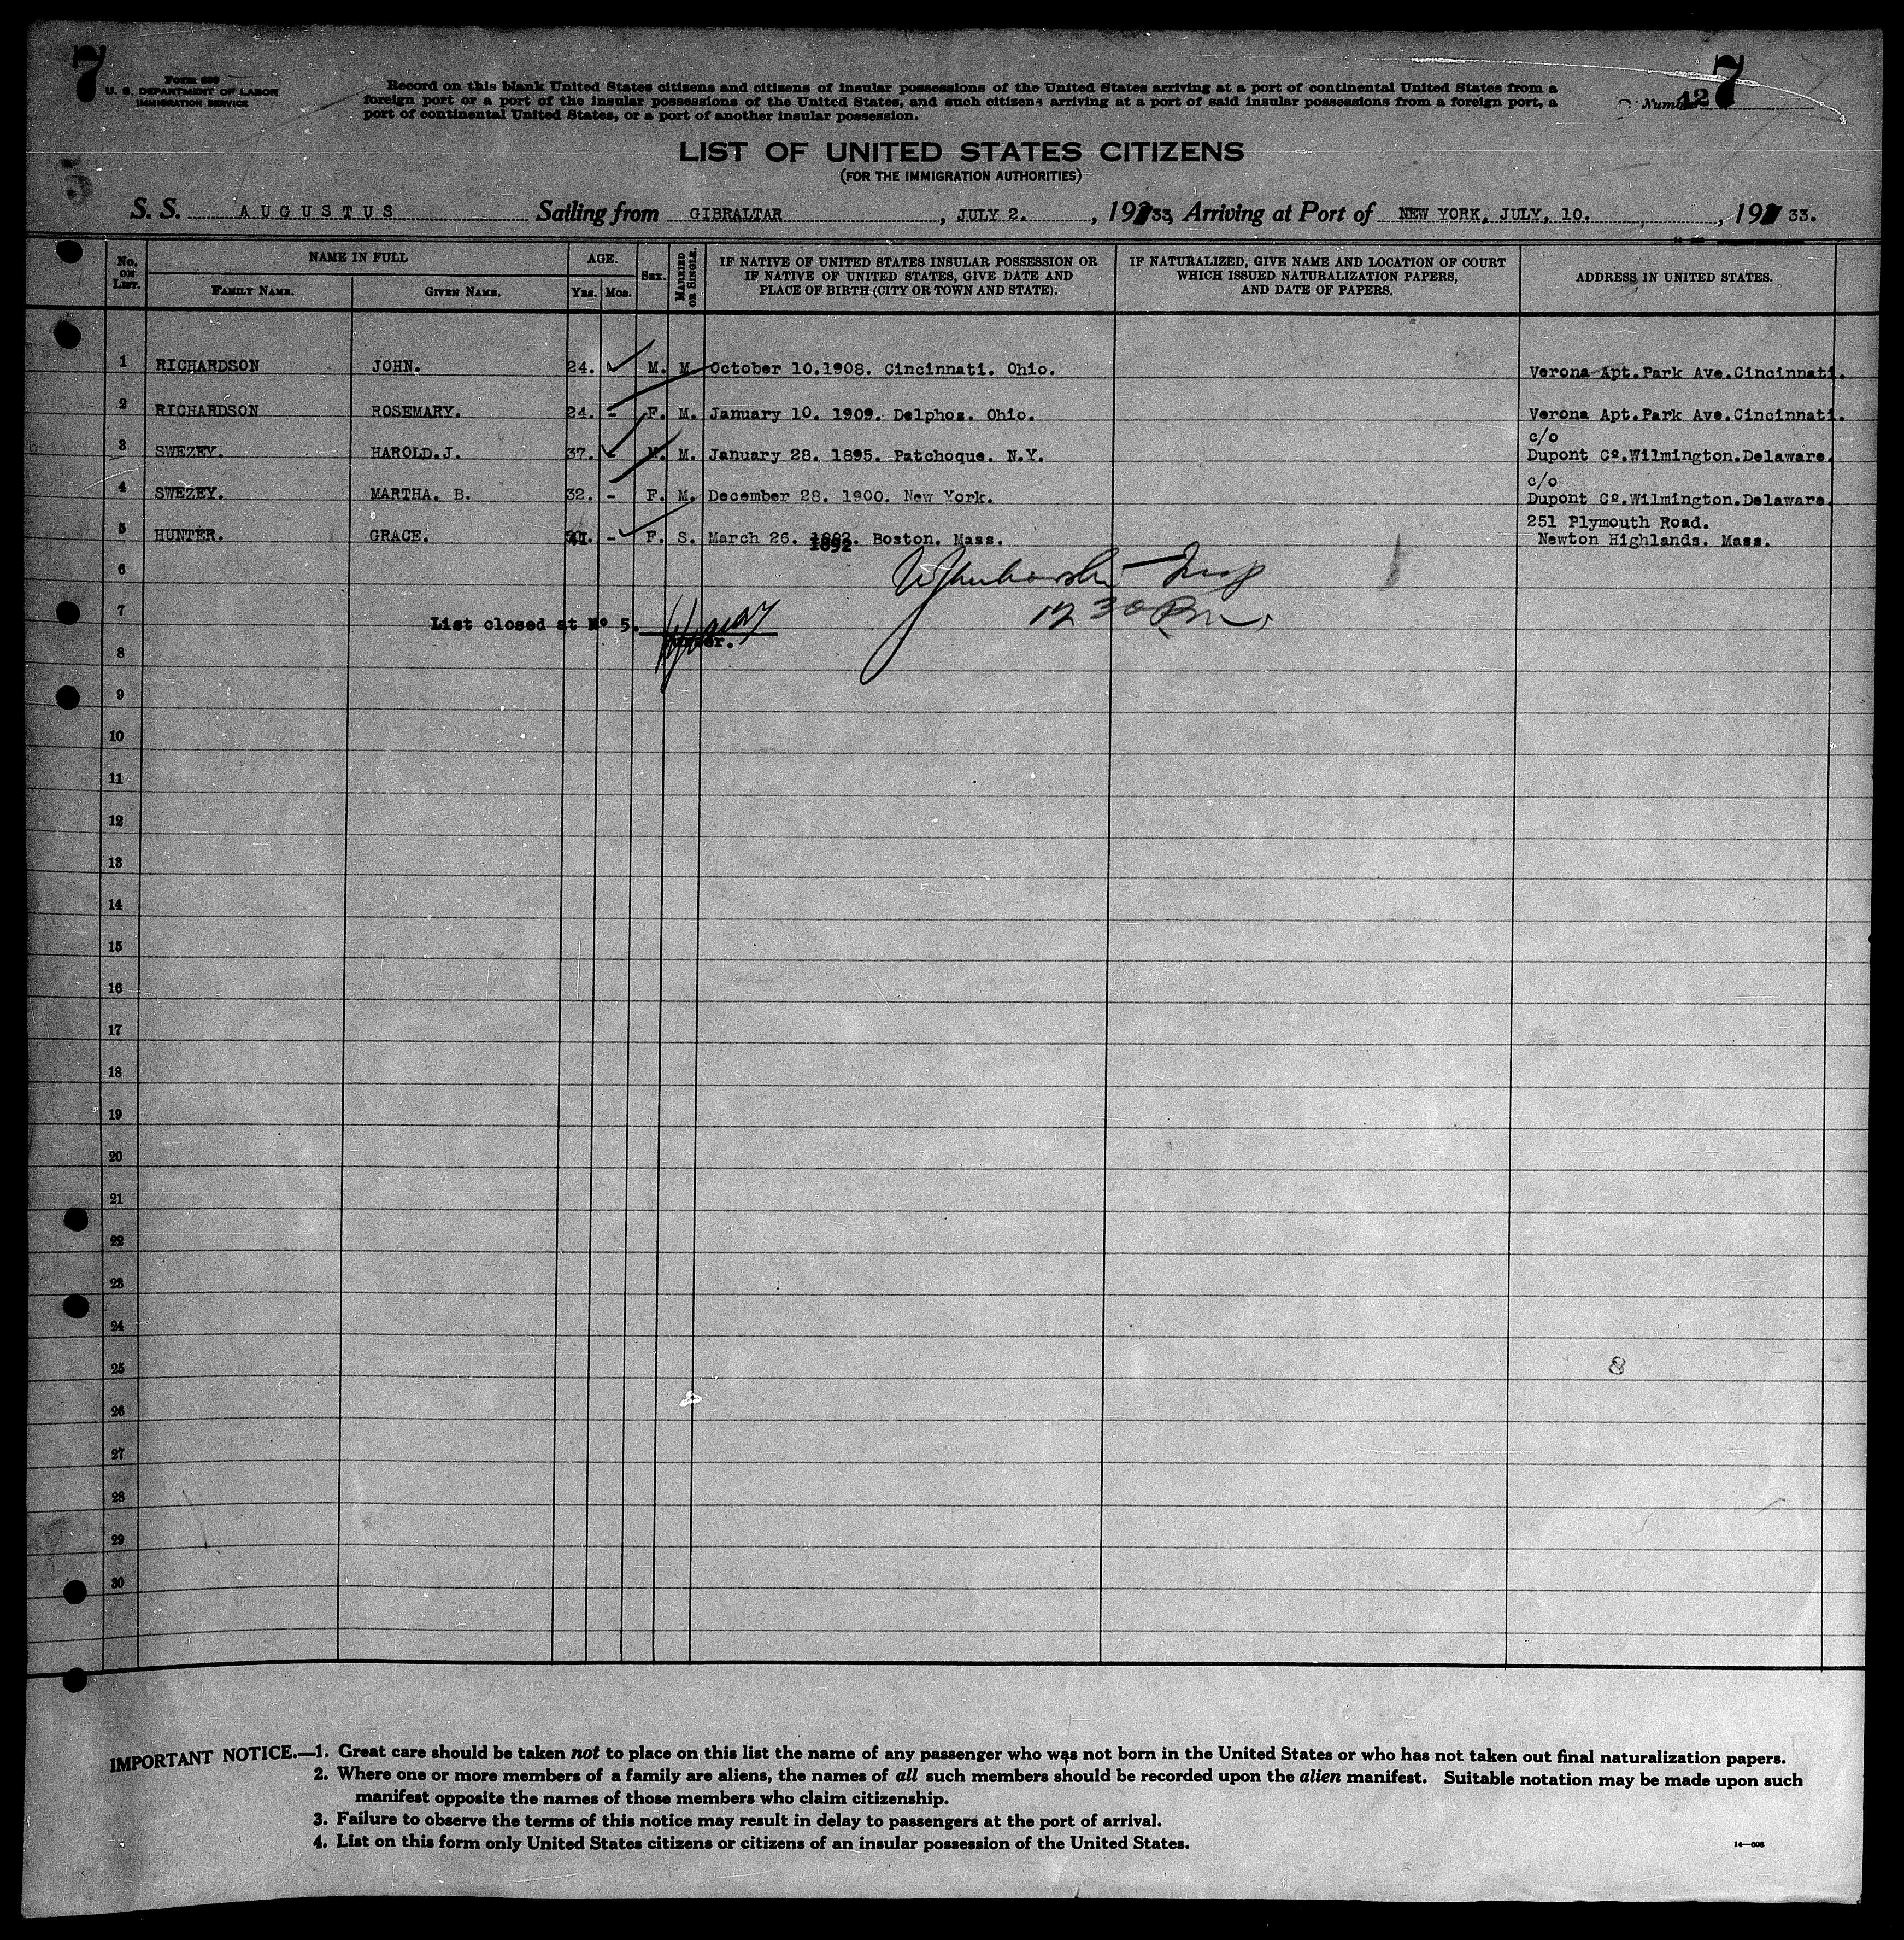 7
7
Form 630
U. S. DEPARTMENT OF LABOR
IMMIGRATION SERVICE
Record on this blank United States citizens and citizens of insular possessions of the United States arriving at a port of continental United States from a
foreign port or a port of the insular possessions of the United States, and such citizens arriving at a port of said insular possessions from a foreign port, a
port of continental United States, or a port of another insular possession.
42
LIST OF UNITED STATES CITIZENS
(FOR THE IMMIGRATION AUTHORITIES)
5
S. S. AUGUSTUS Sailing from GIBRALTAR, JULY 2., 1933, Arriving at Port of NEW YORK, JULY, 10., 1933.
No. ON LIST. NAME IN FULL AGE. SEX. MARRIED OR SINGLE. IF NATIVE OF UNITED STATES INSULAR POSSESSION OR IF NATIVE OF UNITED STATES, GIVE DATE AND PLACE OF BIRTH (CITY OR TOWN AND STATE). IF NATURALIZED, GIVE NAME AND LOCATION OF COURT WHICH ISSUED NATURALIZATION PAPERS, AND DATE OF PAPERS. ADDRESS IN UNITED STATES.
FAMILY NAME. GIVEN NAME. Yrs. Mos.
1 RICHARDSON JOHN. 24. M. M. October 10.1908. Cincinnati. Ohio. Verona Apt.Park Ave.Cincinnati.
2 RICHARDSON ROSEMARY. 24. - F. M. January 10. 1909. Delphos. Ohio. Verona Apt.Park Ave.Cincinnati.
3 SWEZEY. HAROLD.J. 37. - M. M. January 28. 1895. Patchoque. N.Y. c/o Dupont Cº.Wilmington.Delaware.
4 SWEZEY. MARTHA. B. 32. - F. M. December 28. 1900. New York. c/o Dupont Cº.Wilmington.Delaware.
5 HUNTER. GRACE. 41. - F. S. March 26. 1892. Boston. Mass. 251 Plymouth Road. Newton Highlands. Mass.
6
12 30 Pm.
7
List closed at Nº 5.
8
9
10
11
12
13
14
15
16
17
18
19
20
21
22
23
24
25
8
26
27
28
29
30
IMPORTANT NOTICE.—1. Great care should be taken not to place on this list the name of any passenger who was not born in the United States or who has not taken out final naturalization papers.
2. Where one or more members of a family are aliens, the names of all such members should be recorded upon the alien manifest. Suitable notation may be made upon such
manifest opposite the names of those members who claim citizenship.
3. Failure to observe the terms of this notice may result in delay to passengers at the port of arrival.
4. List on this form only United States citizens or citizens of an insular possession of the United States.
14—606